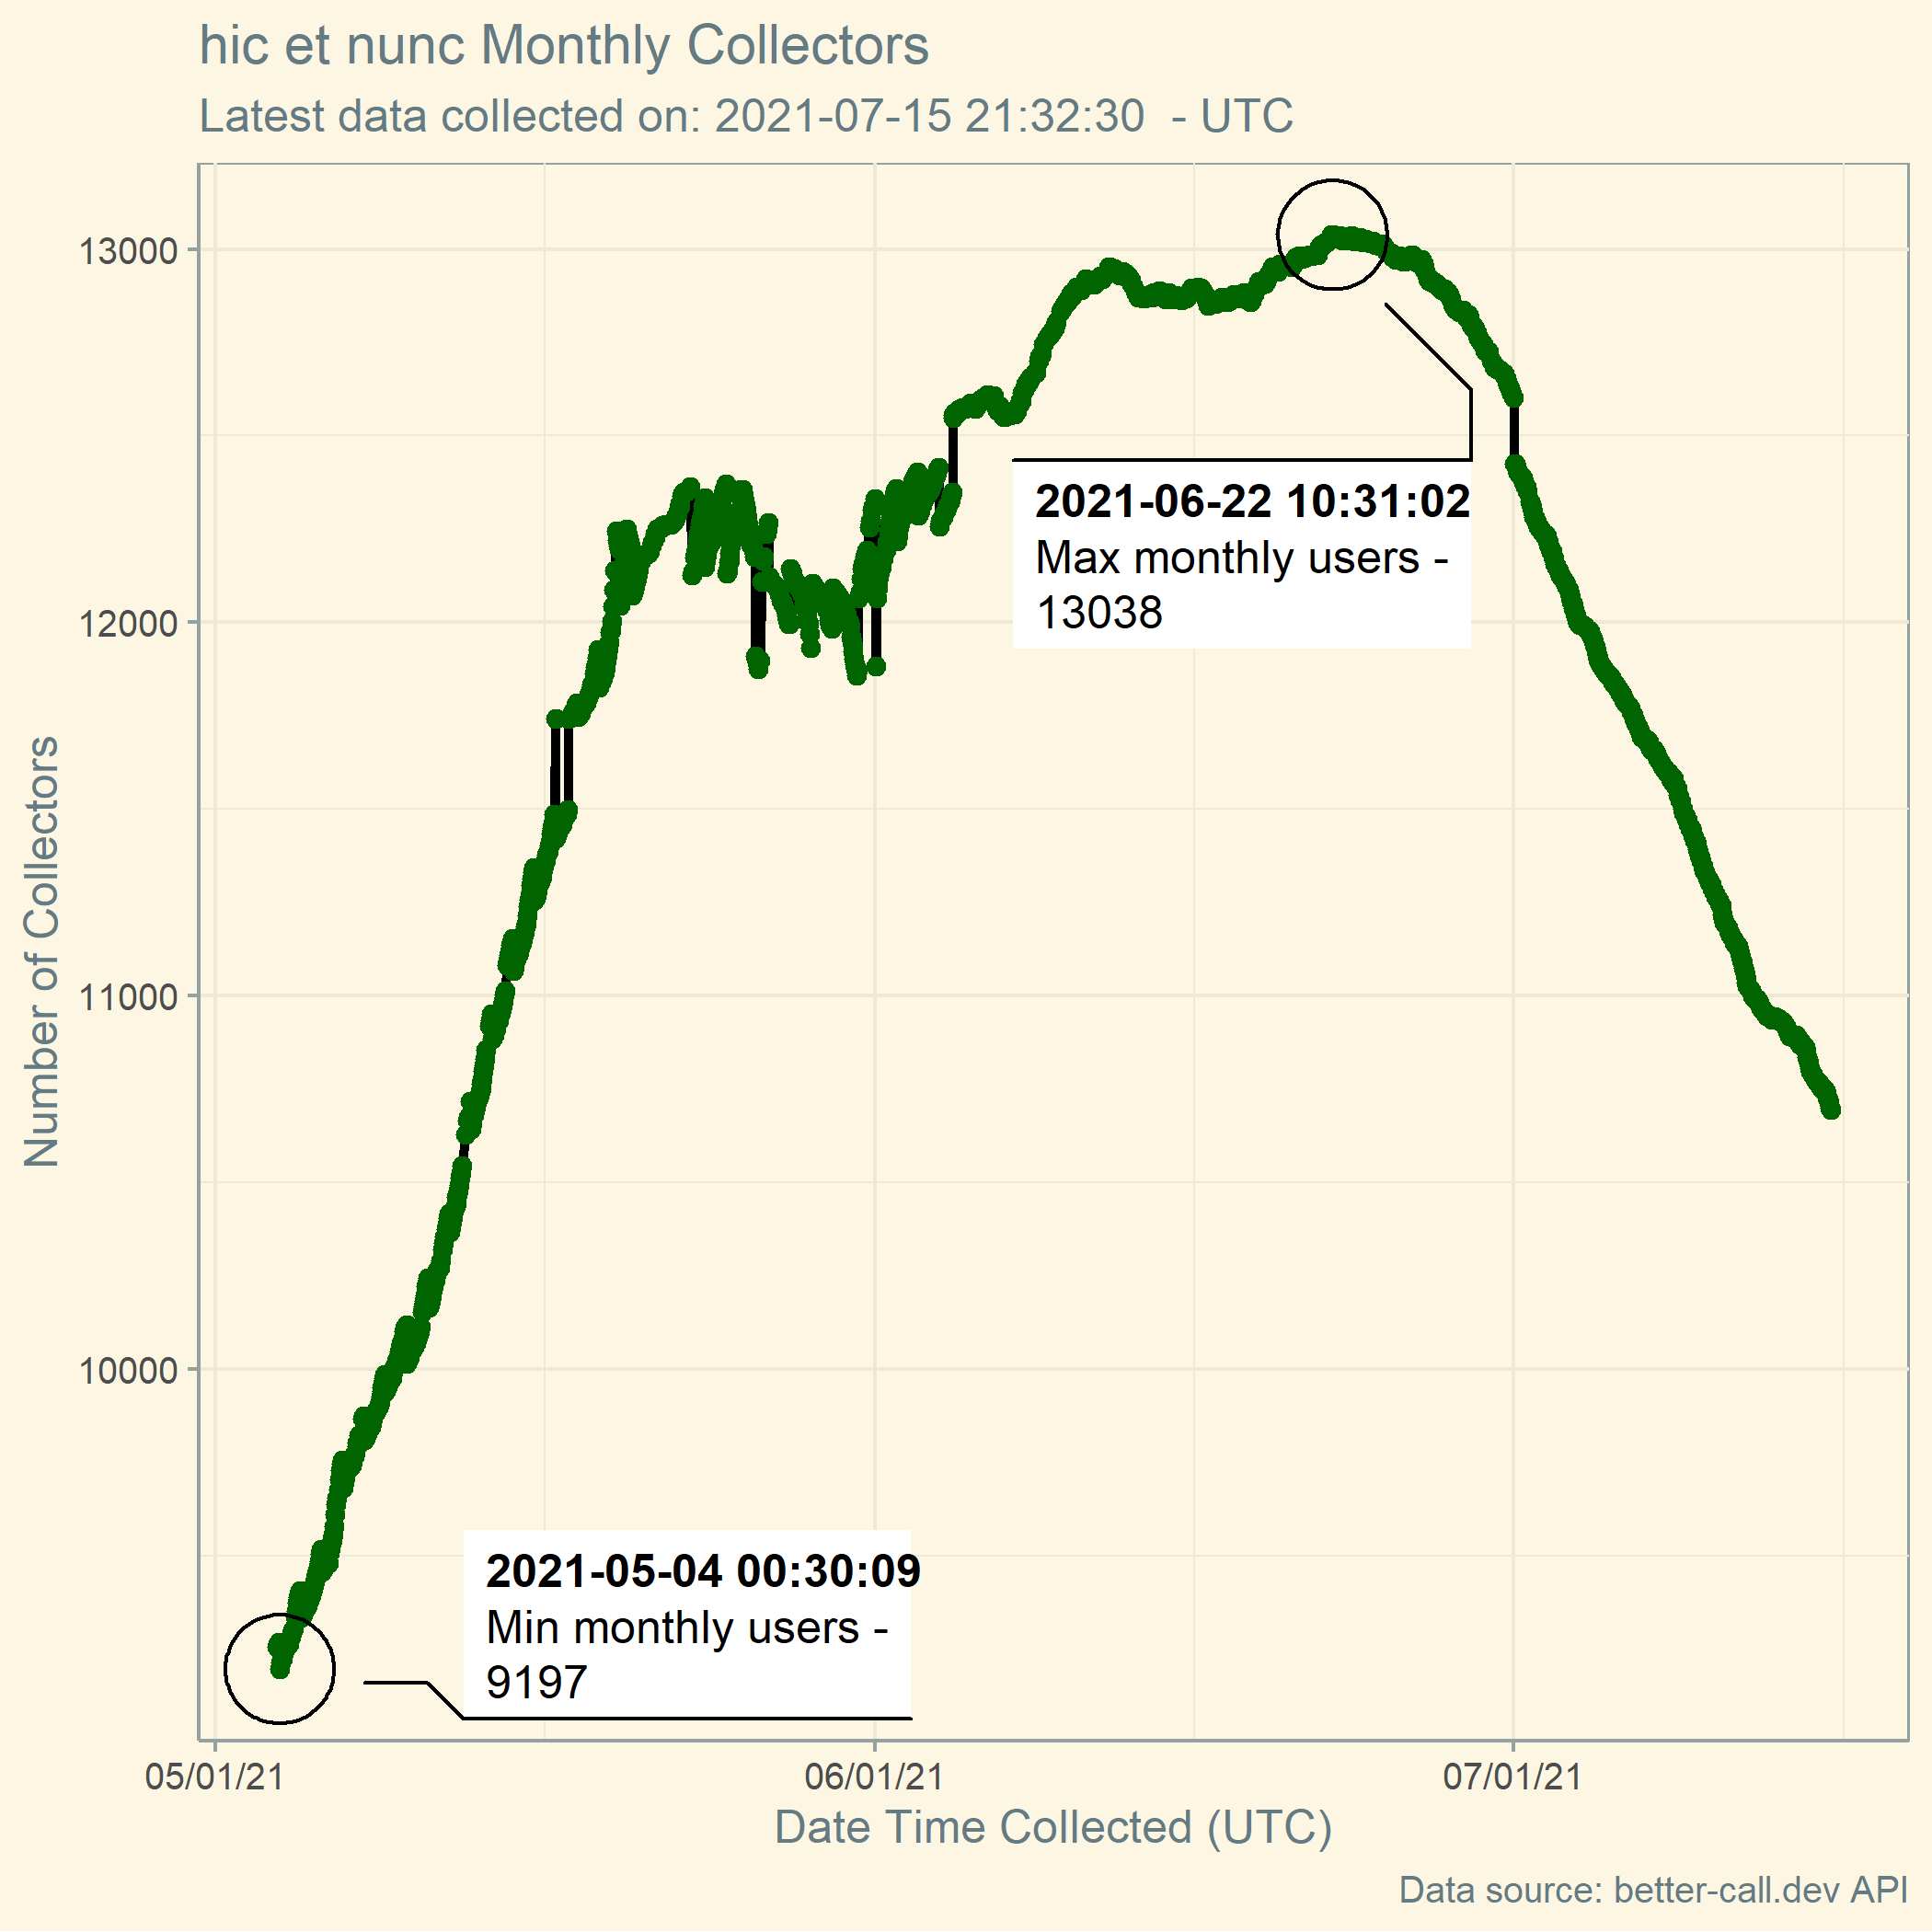 hic et nunc Monthly Collectors
Latest data collected on: 2021-07-15 21:32:30  - UTC
Number of Collectors
13000
12000
11000
10000
2021-06-22 10:31:02
Max monthly users -
13038
2021-05-04 00:30:09
Min monthly users -
9197
05/01/21
06/01/21
07/01/21
Date Time Collected (UTC)
Data source: better-call.dev API